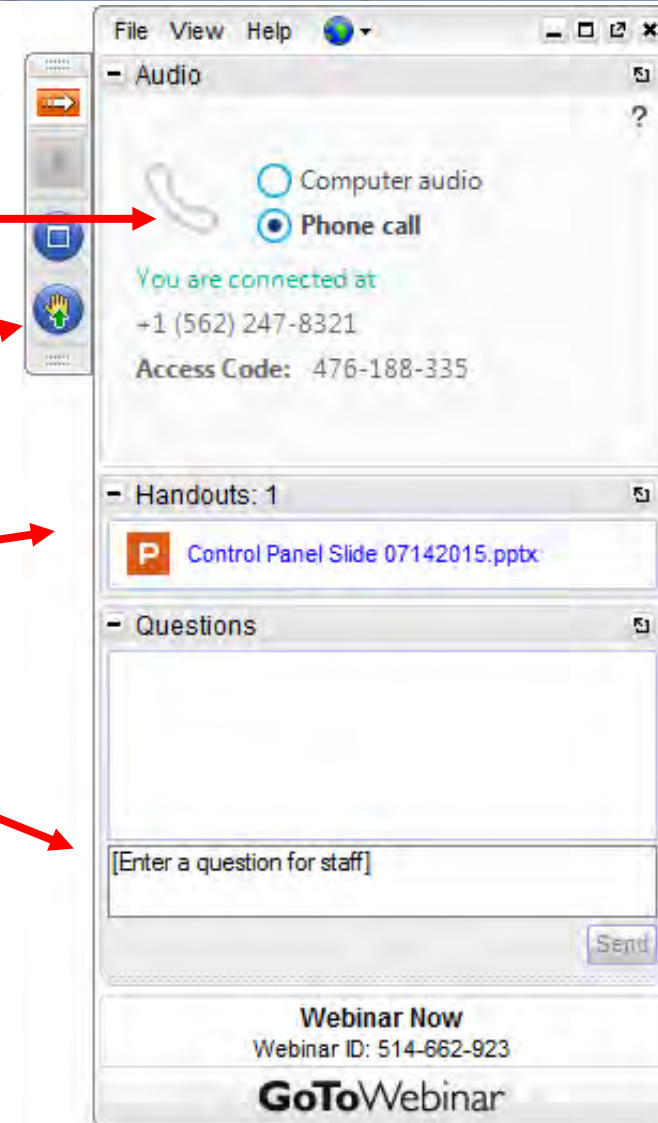 File View Help
- Audio
?
Computer audio
Phone call
You are connected at
+1 (562) 247-8321
Access Code: 476-188-335
- Handouts: 1
P Control Panel Slide 07142015.pptx
- Questions
[Enter a question for staff]
Send
Webinar Now
Webinar ID: 514-662-923
GoToWebinar